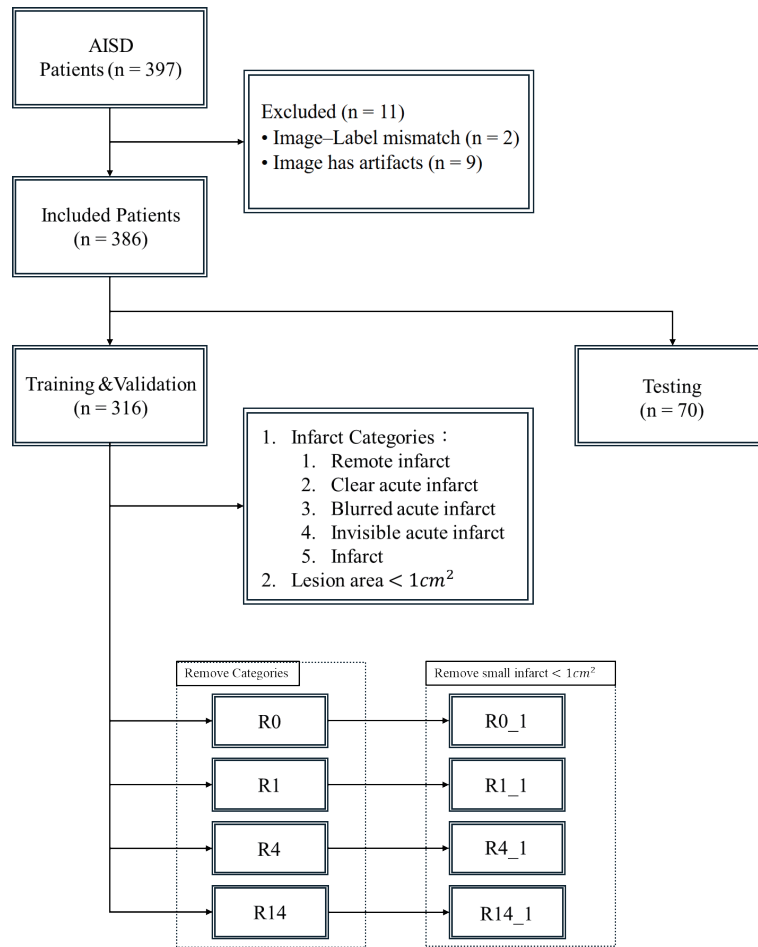 AISD
Patients (n = 397)
Excluded (n = 11)
• Image–Label mismatch (n = 2)
• Image has artifacts (n = 9)
Included Patients
(n = 386)
Training &Validation
(n = 316)
Testing
(n = 70)
1. Infarct Categories：
1. Remote infarct
2. Clear acute infarct
3. Blurred acute infarct
4. Invisible acute infarct
5. Infarct
2. Lesion area < 1cm²
Remove Categories
Remove small infarct < 1cm²
R0
R0_1
R1
R1_1
R4
R4_1
R14
R14_1